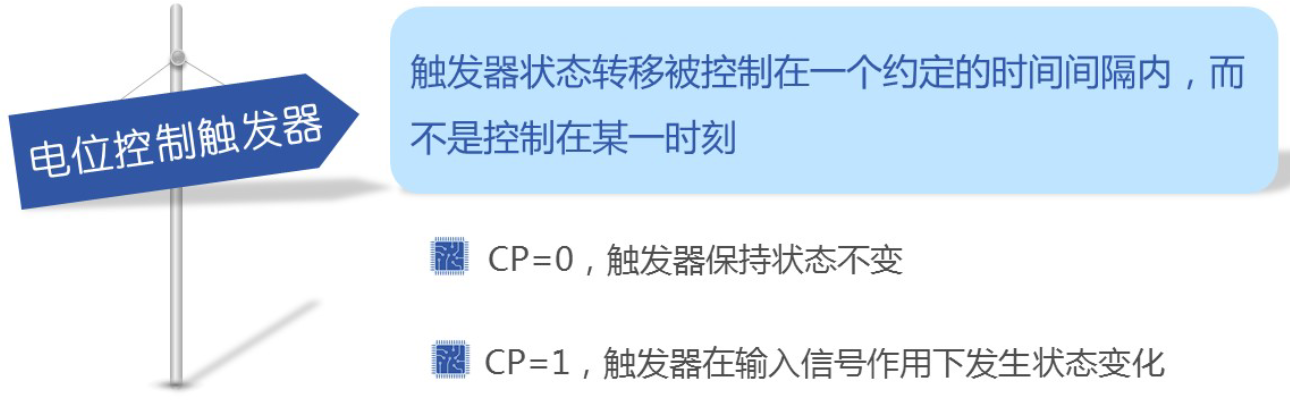 电位控制触发器
触发器状态转移被控制在一个约定的时间间隔内，而
不是控制在某一时刻
CP=0，触发器保持状态不变
CP=1，触发器在输入信号作用下发生状态变化